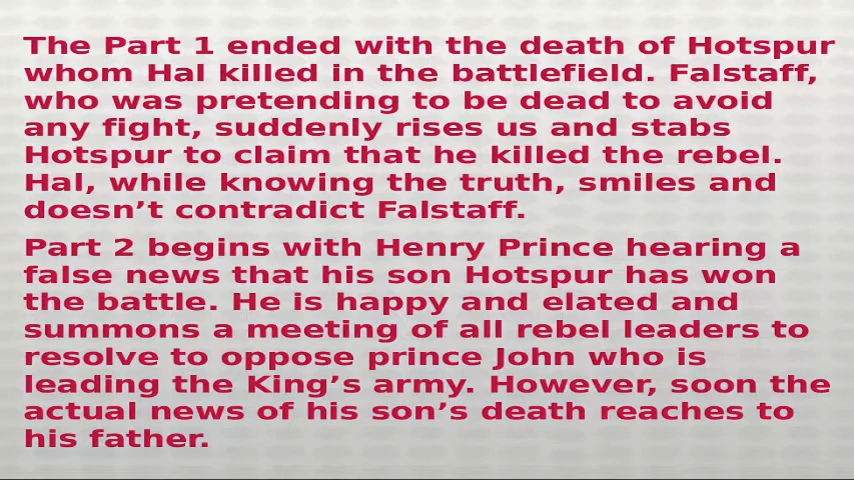 The Part 1 ended with the death of Hotspur
whom Hal killed in the battlefield. Falstaff,
who was pretending to be dead to avoid
any fight, suddenly rises us and stabs
Hotspur to claim that he killed the rebel.
Hal, while knowing the truth, smiles and
doesn’t contradict Falstaff.
Part 2 begins with Henry Prince hearing a
false news that his son Hotspur has won
the battle. He is happy and elated and
summons a meeting of all rebel leaders to
resolve to oppose prince John who is
leading the King’s army. However, soon the
actual news of his son’s death reaches to
his father.